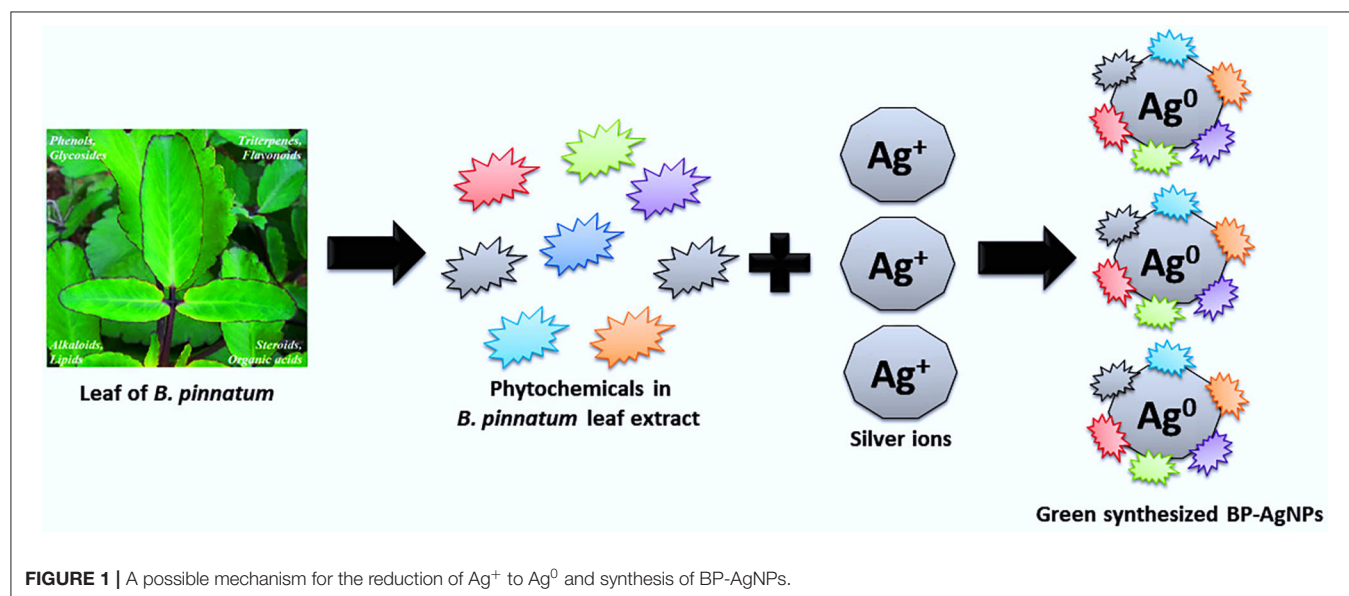 Phenols,
Glycosides
Triterpenes,
Flavonoids
Alkaloids,
Lipids
Steroids,
Organic acids
Leaf of B. pinnatum
Phytochemicals in
B. pinnatum leaf extract
Ag⁺
Ag⁺
Ag⁺
Silver ions
Ag⁰
Ag⁰
Ag⁰
Green synthesized BP-AgNPs
FIGURE 1 | A possible mechanism for the reduction of Ag⁺ to Ag⁰ and synthesis of BP-AgNPs.